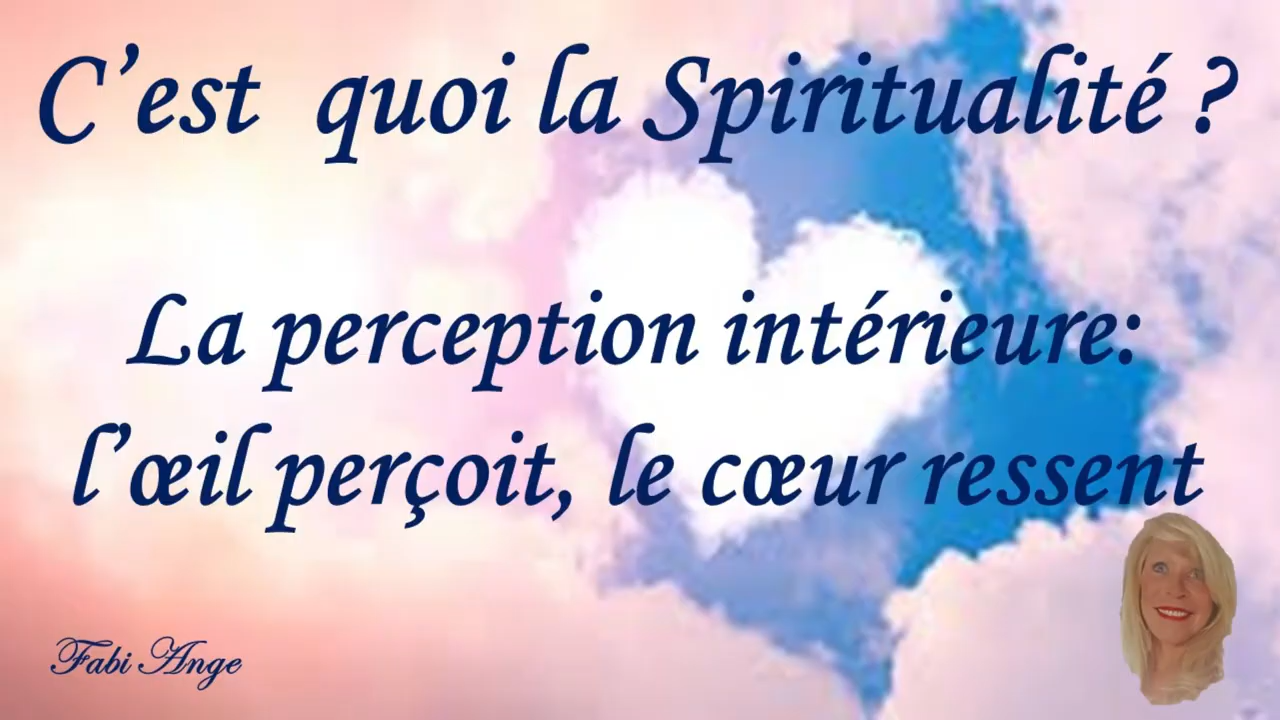 C’est quoi la Spiritualité ?
La perception intérieure:
l’œil perçoit, le cœur ressent
Fabi Ange